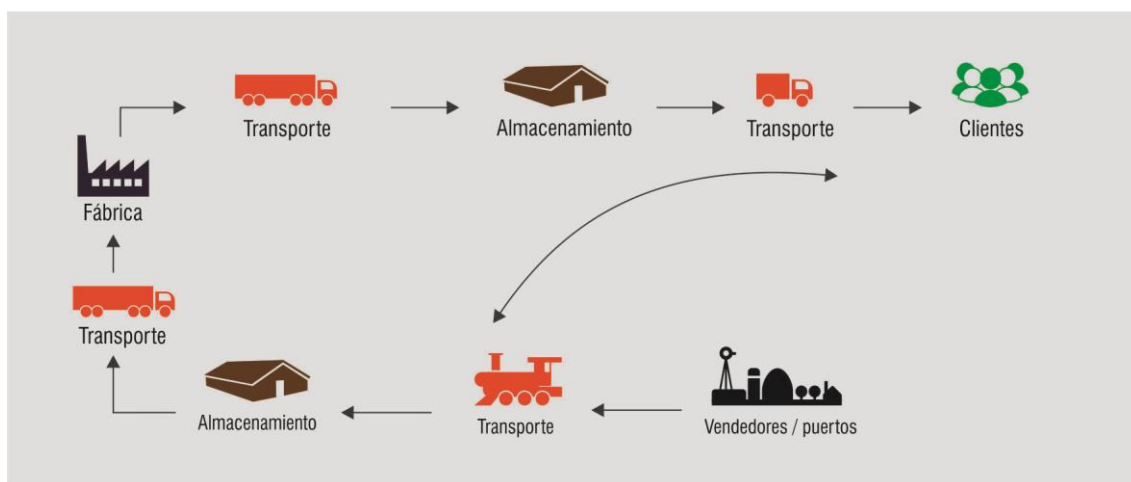 Transporte
Almacenamiento
Transporte
Clientes
Fábrica
Transporte
Almacenamiento
Transporte
Vendedores / puertos